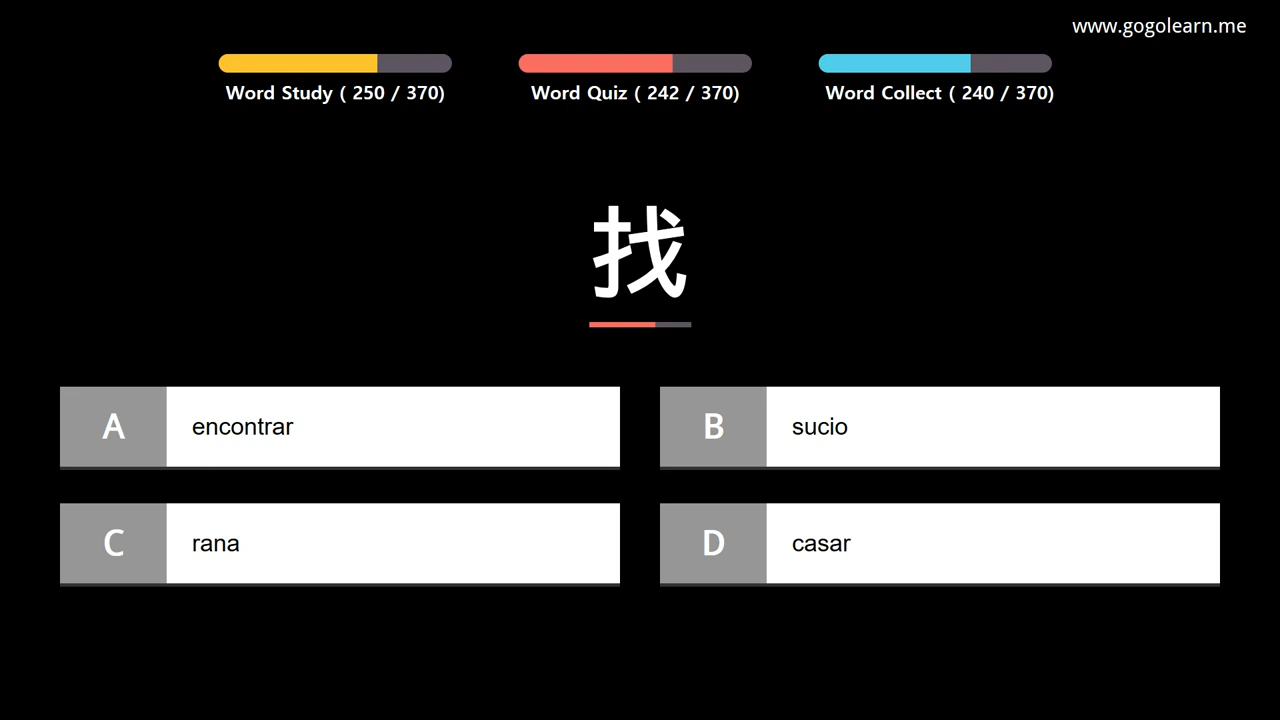 www.gogolearn.me
Word Study ( 250 / 370)
Word Quiz ( 242 / 370)
Word Collect ( 240 / 370)
找
A encontrar
B sucio
C rana
D casar